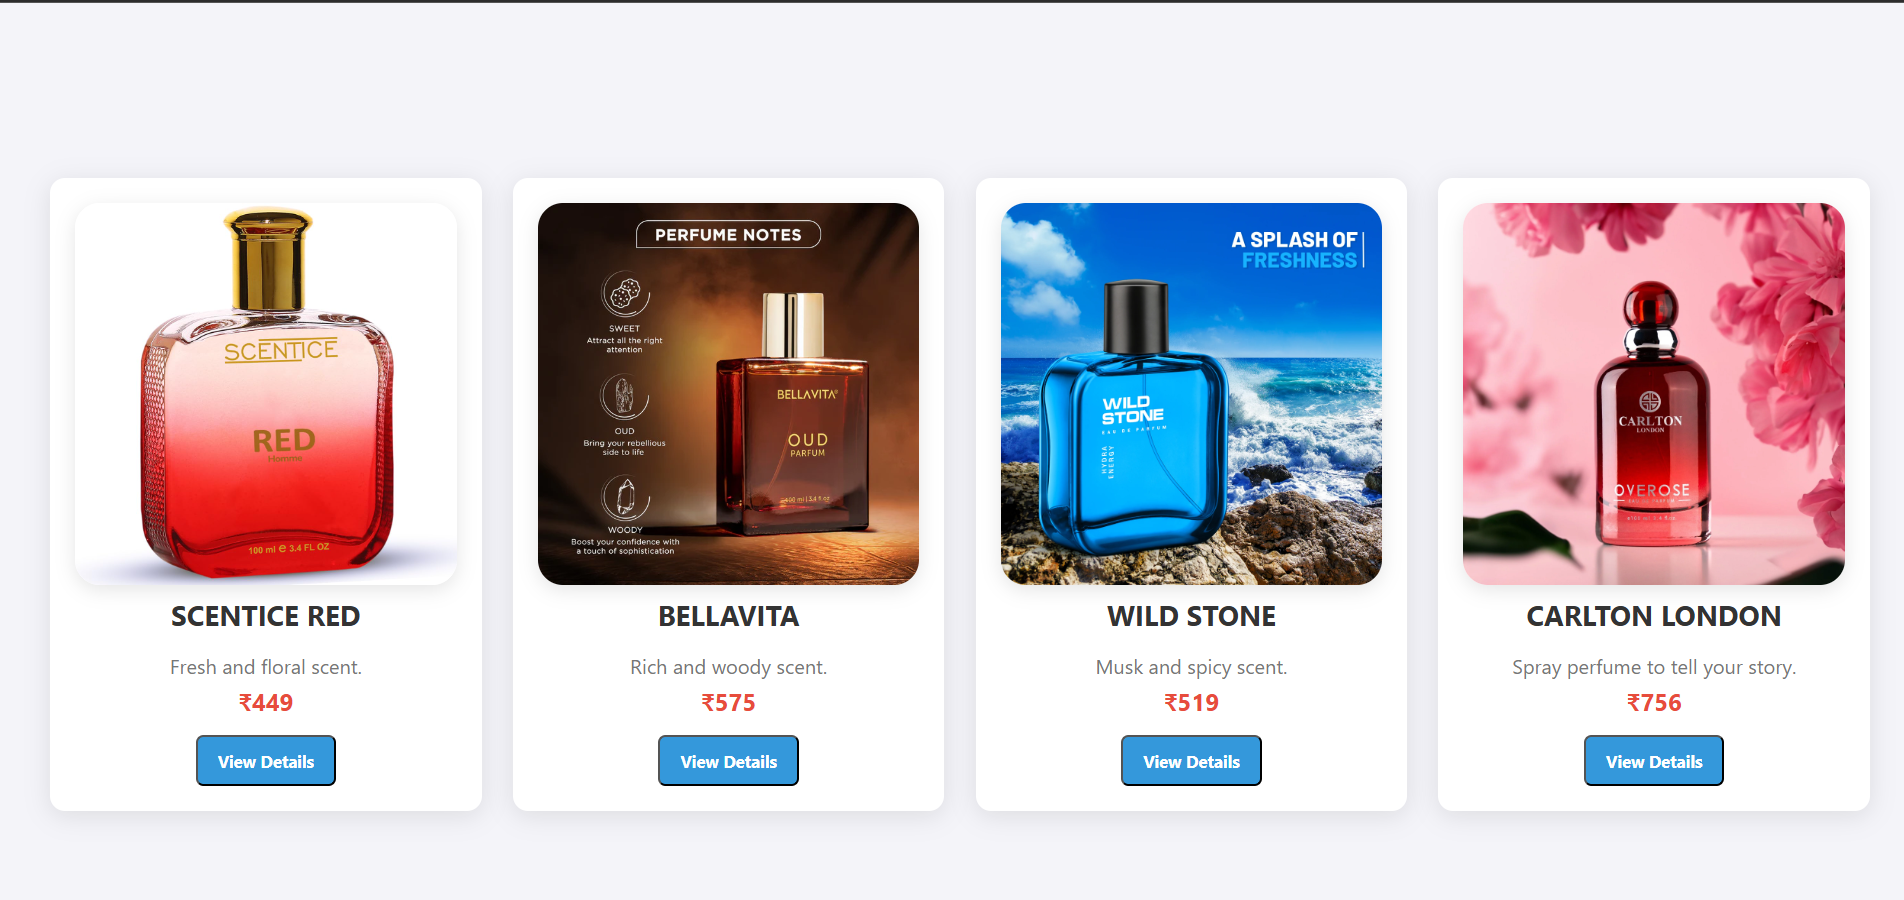 SCENTICE
RED
Homme
100 ml e 3.4 FL OZ
SCENTICE RED
Fresh and floral scent.
₹449
View Details
PERFUME NOTES
SWEET
Attract all the right
attention
OUD
Bring your rebellious
side to life
WOODY
Boost your confidence with
a touch of sophistication
BELLAVITA®
OUD
PARFUM
100 ml | 3.4 fl oz
BELLAVITA
Rich and woody scent.
₹575
View Details
A SPLASH OF
FRESHNESS
WILD
STONE
EAU DE PARFUM
HYDRA
ENERGY
WILD STONE
Musk and spicy scent.
₹519
View Details
CARLTON
LONDON
OVEROSE
EAU DE PARFUM
CARLTON LONDON
Spray perfume to tell your story.
₹756
View Details